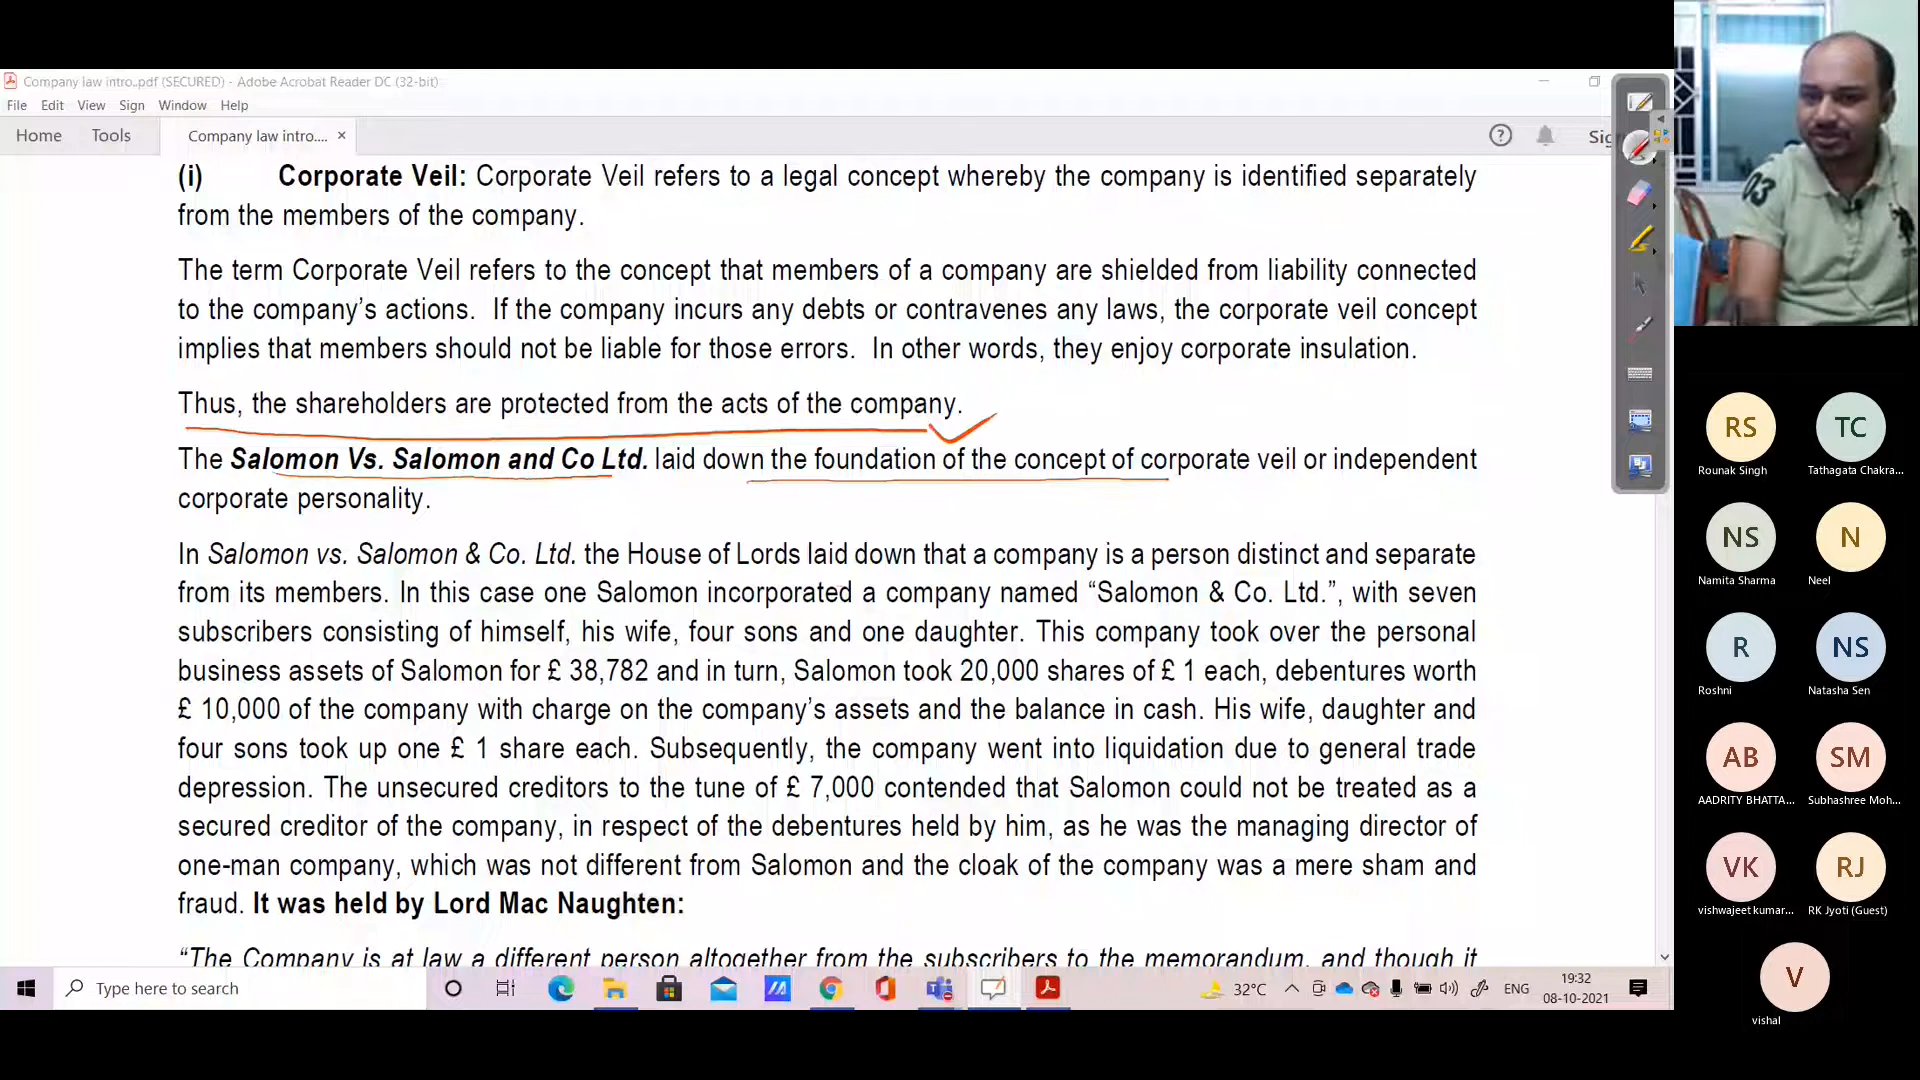 Company law intro..pdf (SECURED) - Adobe Acrobat Reader DC (32-bit)
File Edit View Sign Window Help
Home Tools Company law intro.... ×
(i) Corporate Veil: Corporate Veil refers to a legal concept whereby the company is identified separately
from the members of the company.
The term Corporate Veil refers to the concept that members of a company are shielded from liability connected
to the company's actions. If the company incurs any debts or contravenes any laws, the corporate veil concept
implies that members should not be liable for those errors. In other words, they enjoy corporate insulation.
Thus, the shareholders are protected from the acts of the company.
The Salomon Vs. Salomon and Co Ltd. laid down the foundation of the concept of corporate veil or independent
corporate personality.
In Salomon vs. Salomon & Co. Ltd. the House of Lords laid down that a company is a person distinct and separate
from its members. In this case one Salomon incorporated a company named “Salomon & Co. Ltd.”, with seven
subscribers consisting of himself, his wife, four sons and one daughter. This company took over the personal
business assets of Salomon for £ 38,782 and in turn, Salomon took 20,000 shares of £ 1 each, debentures worth
£ 10,000 of the company with charge on the company's assets and the balance in cash. His wife, daughter and
four sons took up one £ 1 share each. Subsequently, the company went into liquidation due to general trade
depression. The unsecured creditors to the tune of £ 7,000 contended that Salomon could not be treated as a
secured creditor of the company, in respect of the debentures held by him, as he was the managing director of
one-man company, which was not different from Salomon and the cloak of the company was a mere sham and
fraud. It was held by Lord Mac Naughten:
“The Company is at law a different person altogether from the subscribers to the memorandum, and though it
Type here to search
32°C ENG 19:32
08-10-2021
03
RS TC
Rounak Singh Tathagata Chakra...
NS N
Namita Sharma Neel
R NS
Roshni Natasha Sen
AB SM
AADRITY BHATTA... Subhashree Moh...
VK RJ
vishwajeet kumar... RK Jyoti (Guest)
V
vishal